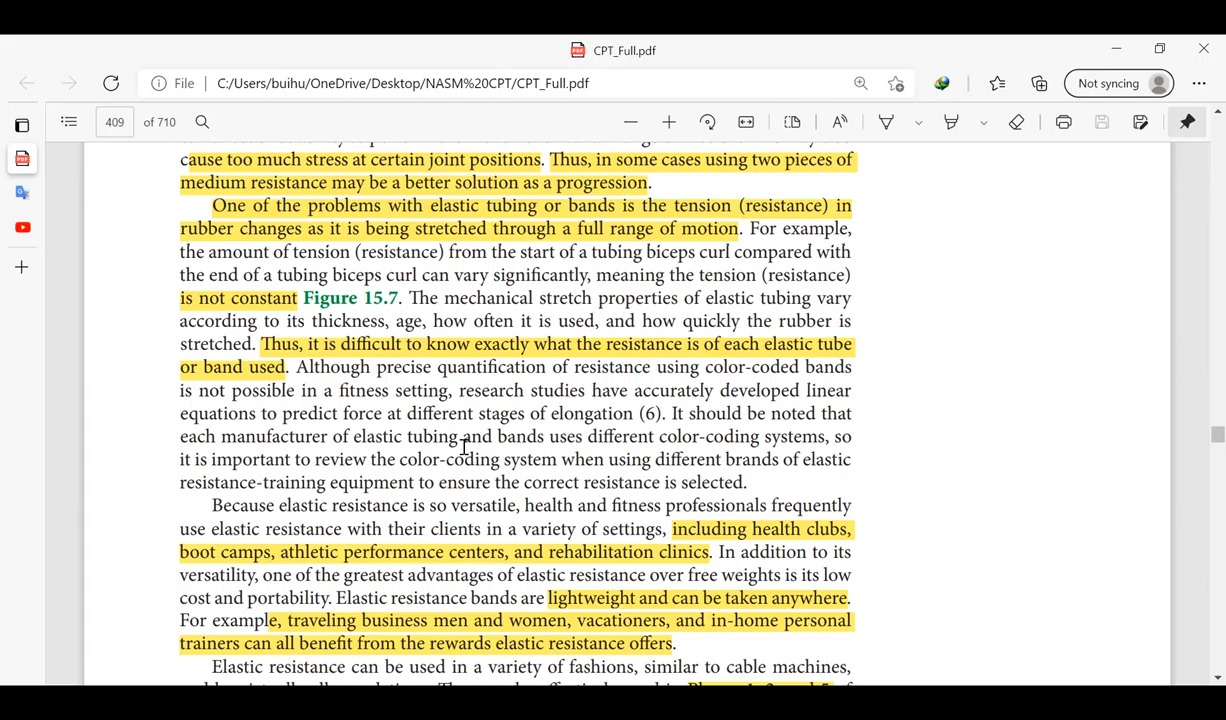 CPT_Full.pdf
File C:/Users/buihu/OneDrive/Desktop/NASM%20CPT/CPT_Full.pdf Not syncing
409 of 710
cause too much stress at certain joint positions. Thus, in some cases using two pieces of
medium resistance may be a better solution as a progression.
One of the problems with elastic tubing or bands is the tension (resistance) in
rubber changes as it is being stretched through a full range of motion. For example,
the amount of tension (resistance) from the start of a tubing biceps curl compared with
the end of a tubing biceps curl can vary significantly, meaning the tension (resistance)
is not constant Figure 15.7. The mechanical stretch properties of elastic tubing vary
according to its thickness, age, how often it is used, and how quickly the rubber is
stretched. Thus, it is difficult to know exactly what the resistance is of each elastic tube
or band used. Although precise quantification of resistance using color-coded bands
is not possible in a fitness setting, research studies have accurately developed linear
equations to predict force at different stages of elongation (6). It should be noted that
each manufacturer of elastic tubing and bands uses different color-coding systems, so
it is important to review the color-coding system when using different brands of elastic
resistance-training equipment to ensure the correct resistance is selected.
Because elastic resistance is so versatile, health and fitness professionals frequently
use elastic resistance with their clients in a variety of settings, including health clubs,
boot camps, athletic performance centers, and rehabilitation clinics. In addition to its
versatility, one of the greatest advantages of elastic resistance over free weights is its low
cost and portability. Elastic resistance bands are lightweight and can be taken anywhere.
For example, traveling business men and women, vacationers, and in-home personal
trainers can all benefit from the rewards elastic resistance offers.
Elastic resistance can be used in a variety of fashions, similar to cable machines,